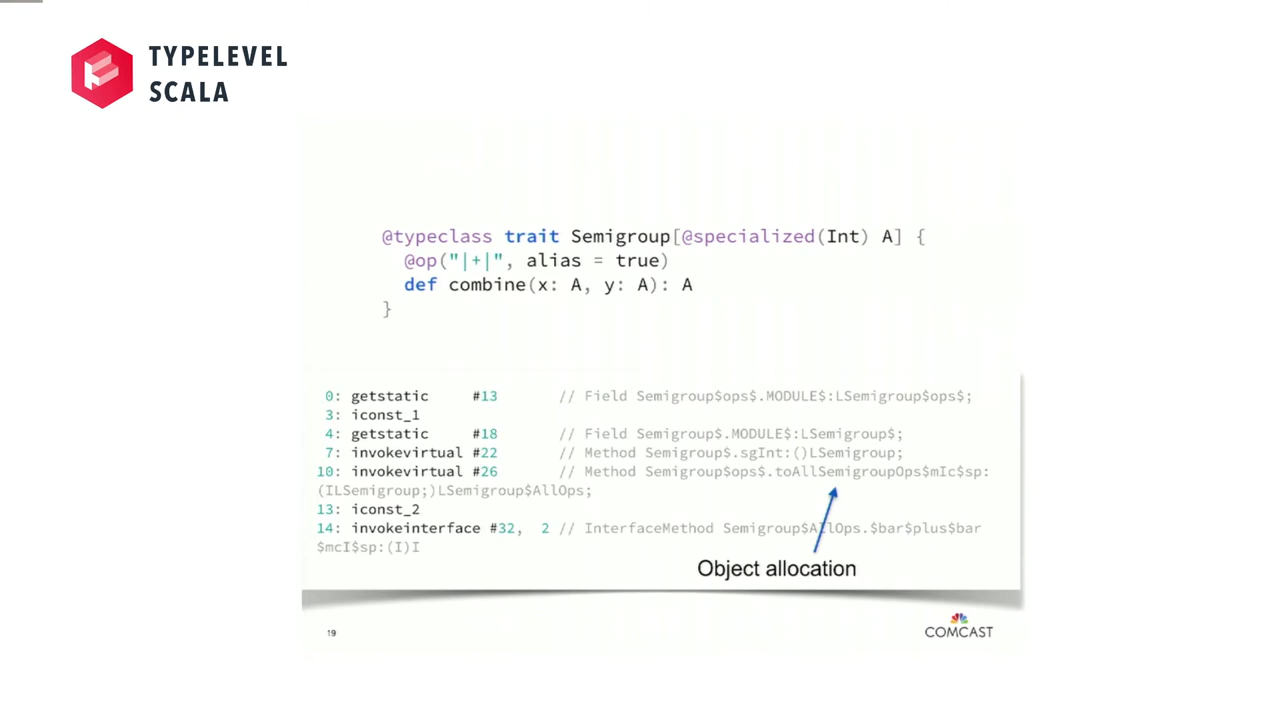 TYPELEVEL
SCALA
@typeclass trait Semigroup[@specialized(Int) A] {
@op("|+|", alias = true)
def combine(x: A, y: A): A
}
0: getstatic #13 // Field Semigroup$ops$.MODULE$:LSemigroup$ops$;
3: iconst_1
4: getstatic #18 // Field Semigroup$.MODULE$:LSemigroup$;
7: invokevirtual #22 // Method Semigroup$.sgInt:()LSemigroup;
10: invokevirtual #26 // Method Semigroup$ops$.toAllSemigroupOps$mIc$sp:
(ILSemigroup;)LSemigroup$AllOps;
13: iconst_2
14: invokeinterface #32, 2 // InterfaceMethod Semigroup$AllOps.$bar$plus$bar
$mcI$sp:(I)I
Object allocation
19
COMCAST